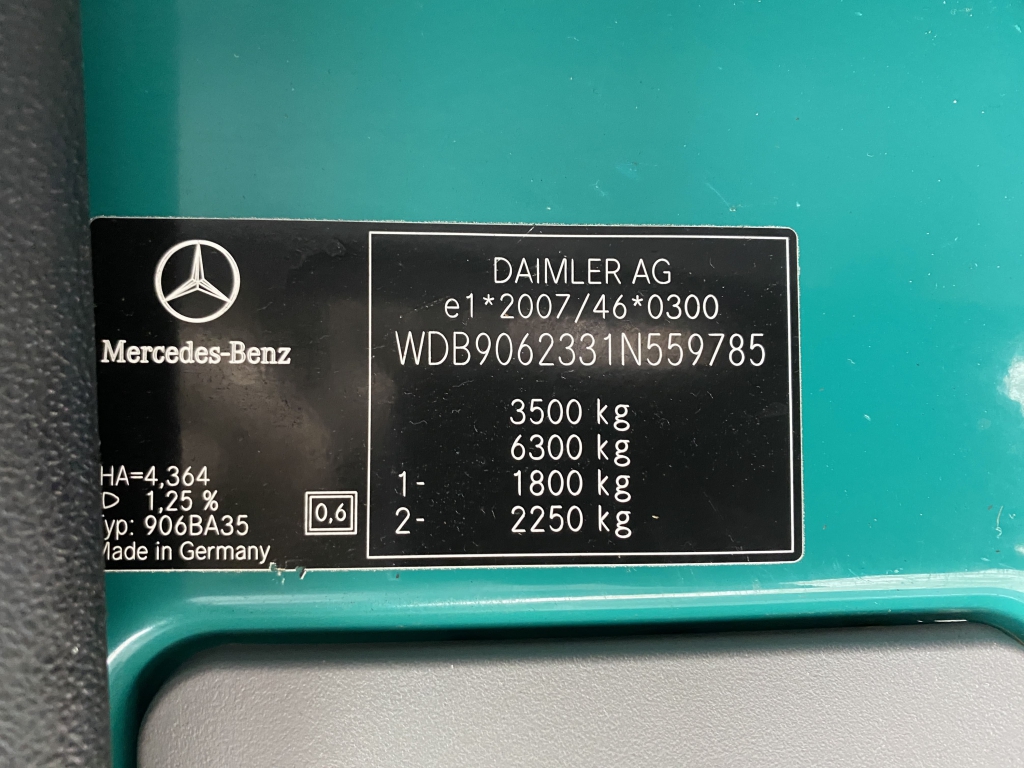 Mercedes-Benz
HA=4,364
1,25 %
yp: 906BA35
Made in Germany
0,6
DAIMLER AG
e1*2007/46*0300
WDB9062331N559785
3500 kg
6300 kg
1- 1800 kg
2- 2250 kg